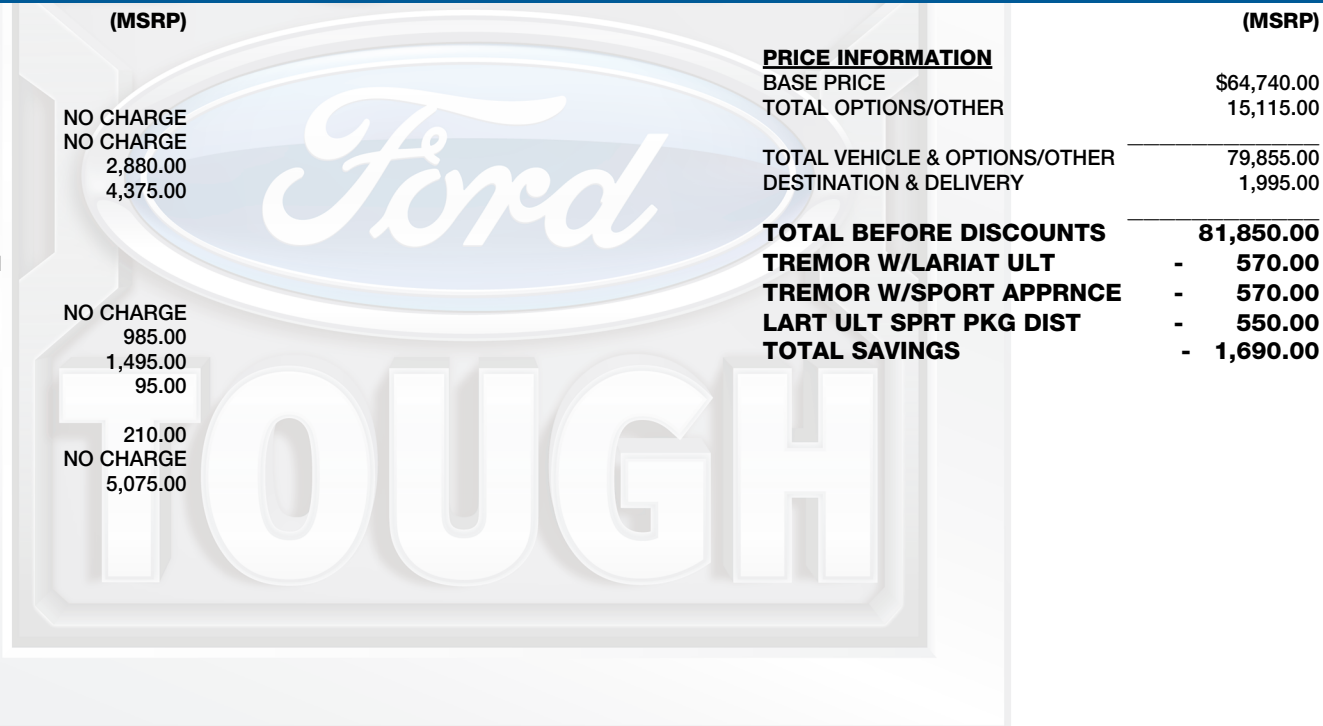 (MSRP)
NO CHARGE
NO CHARGE
2,880.00
4,375.00
NO CHARGE
985.00
1,495.00
95.00
210.00
NO CHARGE
5,075.00
Ford
TOUGH
(MSRP)
PRICE INFORMATION
BASE PRICE $64,740.00
TOTAL OPTIONS/OTHER 15,115.00
TOTAL VEHICLE & OPTIONS/OTHER 79,855.00
DESTINATION & DELIVERY 1,995.00
TOTAL BEFORE DISCOUNTS 81,850.00
TREMOR W/LARIAT ULT - 570.00
TREMOR W/SPORT APPRNCE - 570.00
LART ULT SPRT PKG DIST - 550.00
TOTAL SAVINGS - 1,690.00